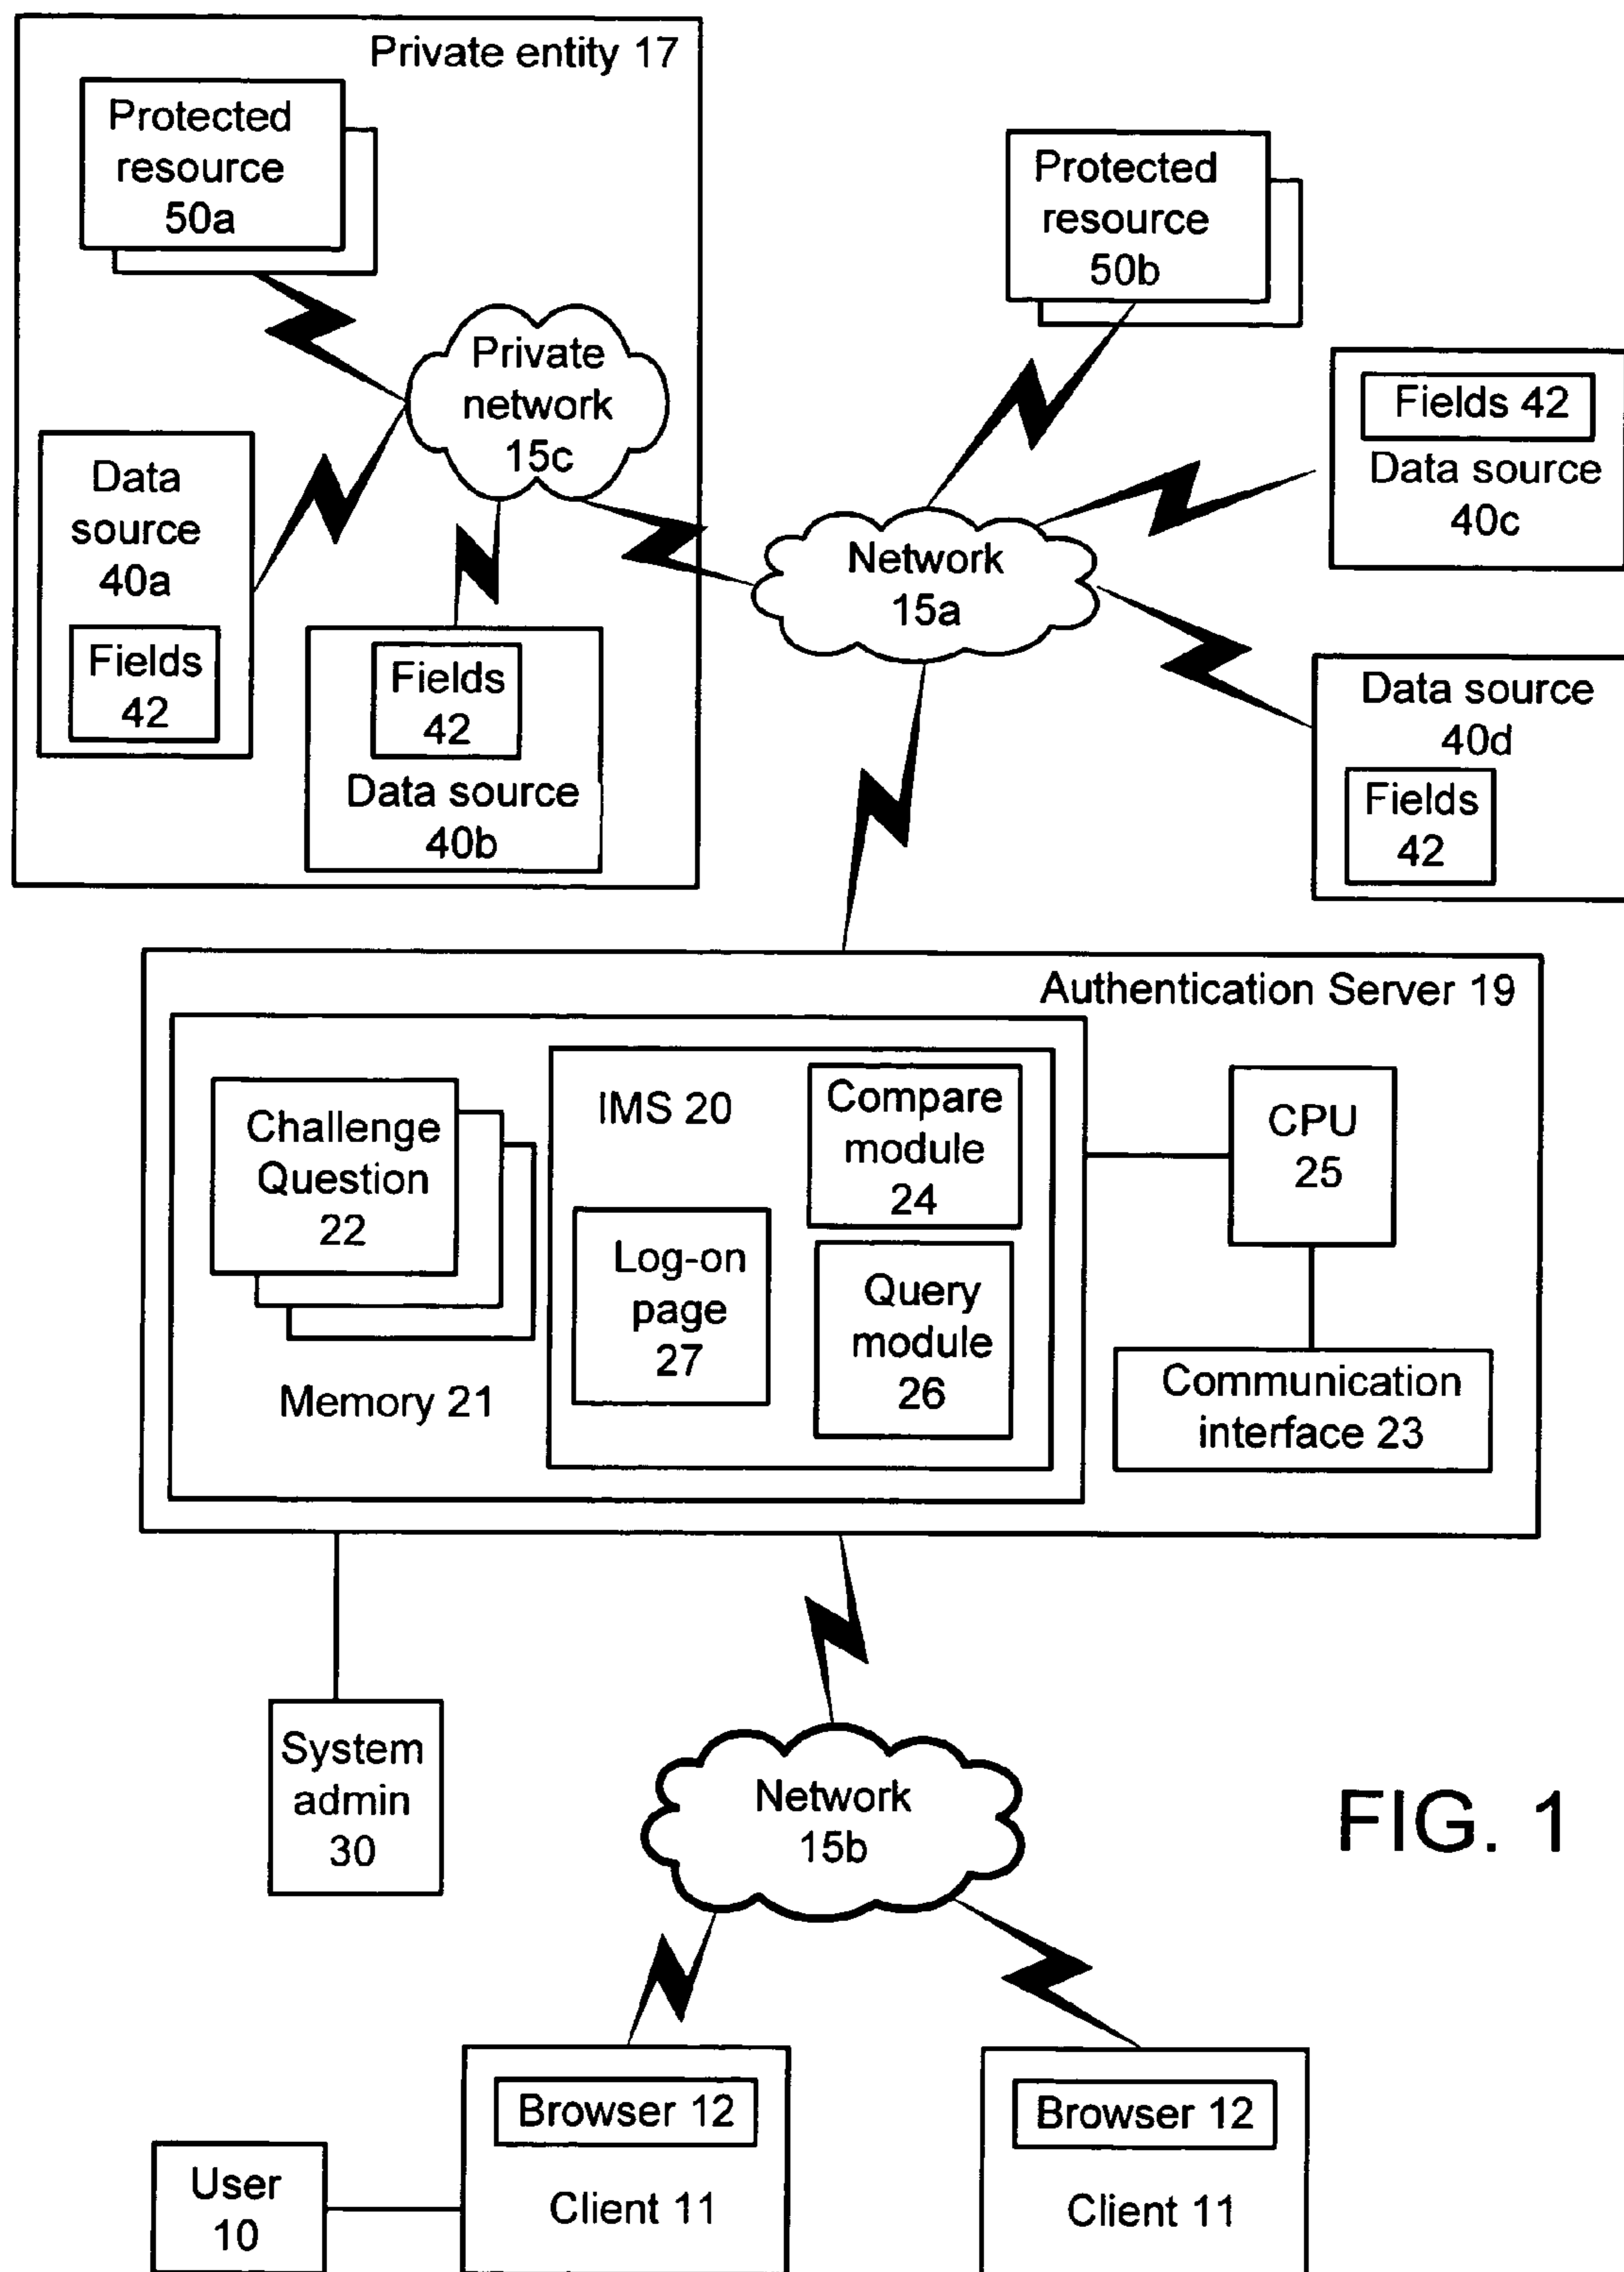 Private entity 17
Protected
resource
50a
Protected
resource
50b
Private
network
15c
Fields 42
Data source
40c
Data
source
40a
Fields
42
Network
15a
Fields
42
Data source
40b
Data source
40d
Fields
42
Authentication Server 19
Challenge
Question
22
IMS 20
Compare
module
24
CPU
25
Log-on
page
27
Query
module
26
Memory 21
Communication
interface 23
System
admin
30
Network
15b
FIG. 1
Browser 12
Client 11
Browser 12
Client 11
User
10